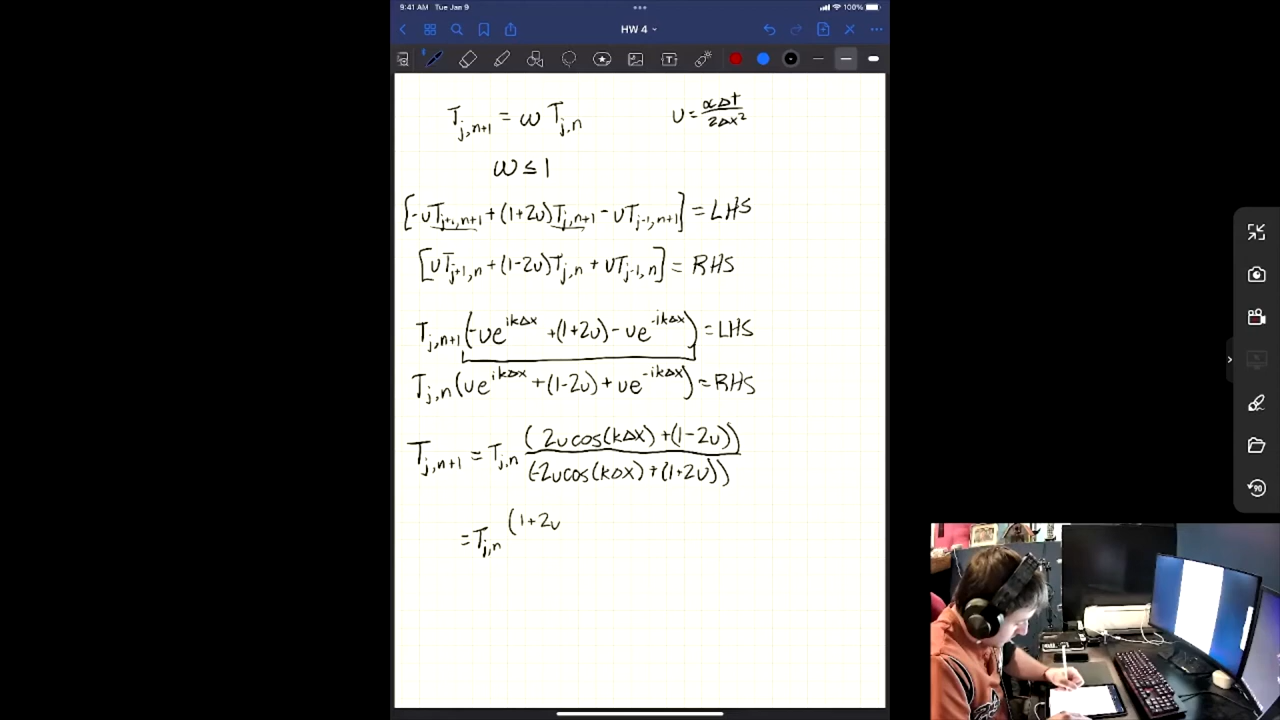 9:41 AM Tue Jan 9
100%
HW 4
T_{j,n+1} = ω T_{j,n}
υ = αΔt / 2Δx²
ω ≤ 1
[-υT_{j+1,n+1} + (1+2υ)T_{j,n+1} - υT_{j-1,n+1}] = LHS
[υT_{j+1,n} + (1-2υ)T_{j,n} + υT_{j-1,n}] = RHS
T_{j,n+1}(-υe^{ikΔx} + (1+2υ) - υe^{-ikΔx}) = LHS
T_{j,n}(υe^{ikΔx} + (1-2υ) + υe^{-ikΔx}) = RHS
T_{j,n+1} = T_{j,n} (2υcos(kΔx) + (1-2υ)) / (-2υcos(kΔx) + (1+2υ))
= T_{j,n} (1+2υ
90